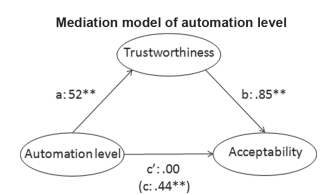 Mediation model of automation level
Trustworthiness
a: 52**
b: .85**
Automation level
Acceptability
c': .00
(c: .44**)